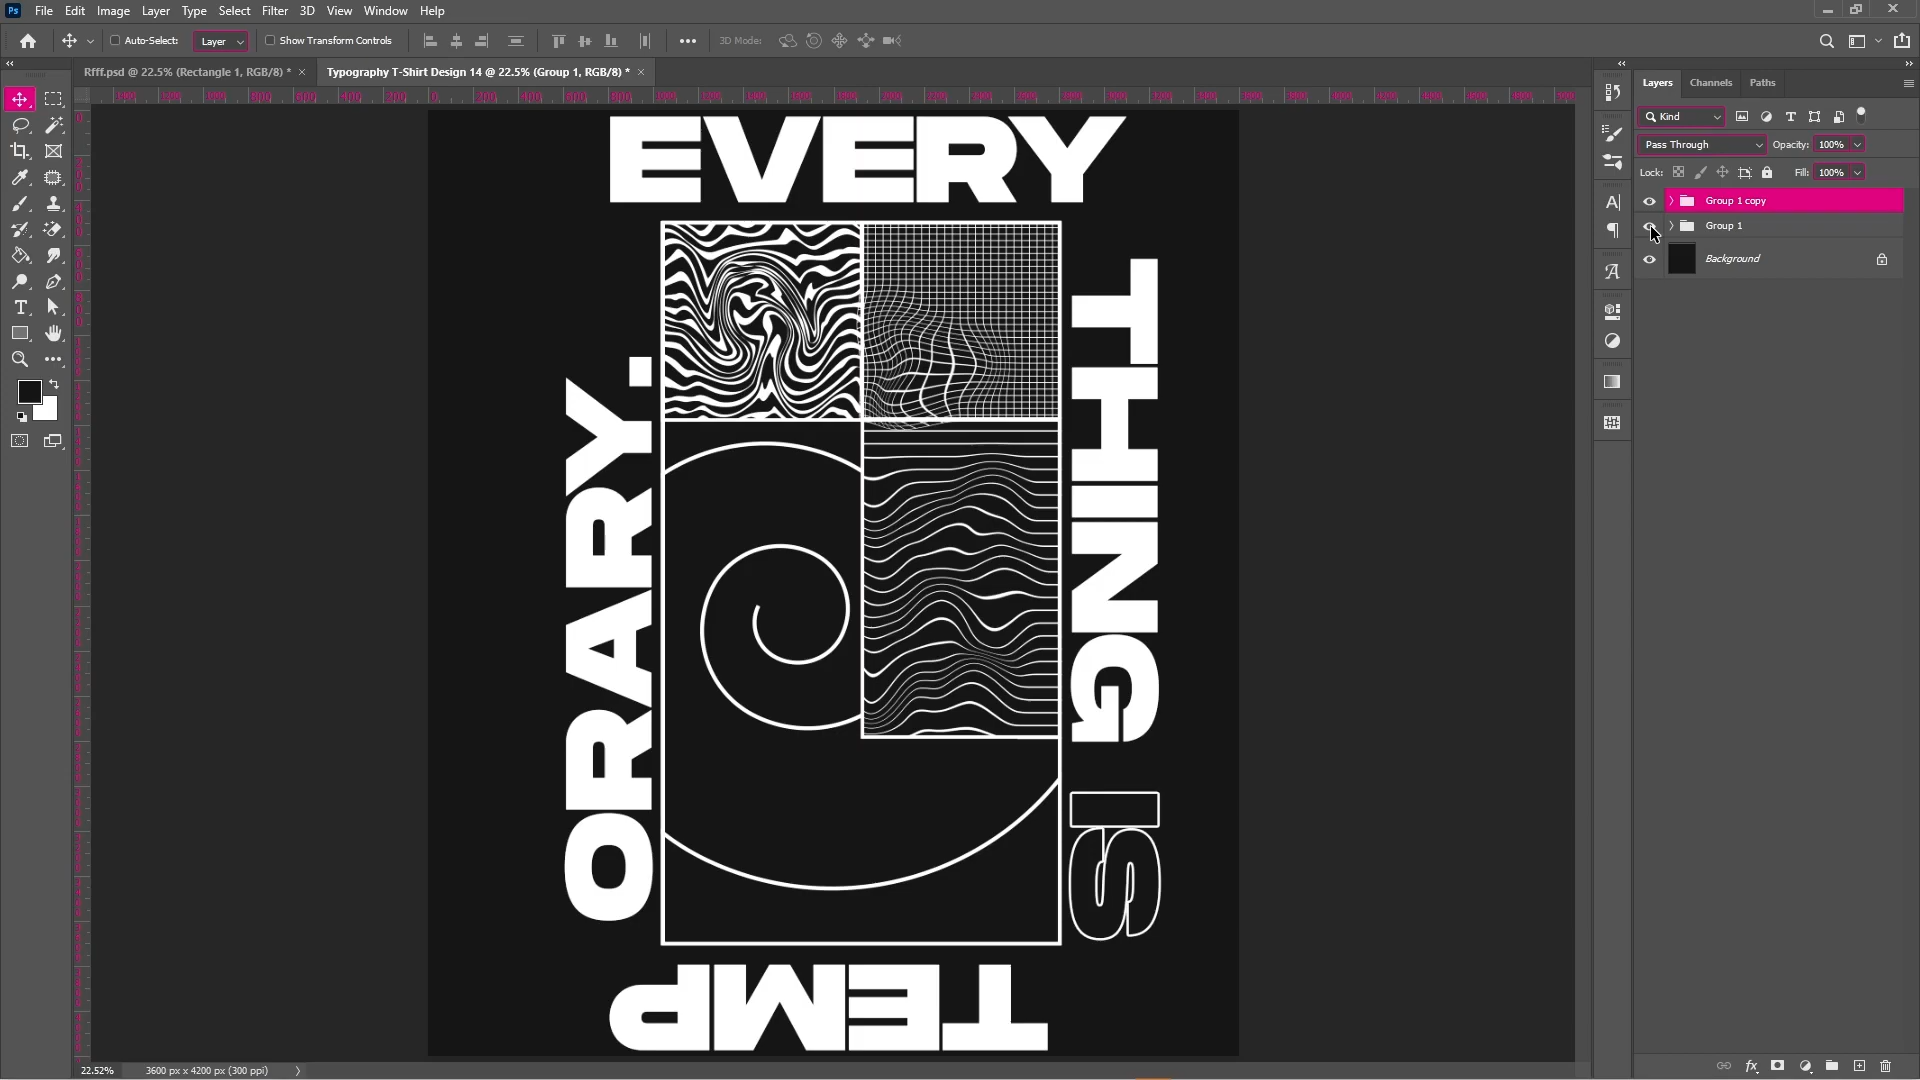 Ps File Edit Image Layer Type Select Filter 3D View Window Help
Auto-Select: Layer Show Transform Controls 3D Mode:
Rfff.psd @ 22.5% (Rectangle 1, RGB/8) * × Typography T-Shirt Design 14 @ 22.5% (Group 1, RGB/8) * ×
Layers Channels Paths
Kind
Pass Through Opacity: 100%
Lock: Fill: 100%
Group 1 copy
Group 1
Background
EVERY
THING
IS
TEMP
ORARY.
22.52% 3600 px x 4200 px (300 ppi)